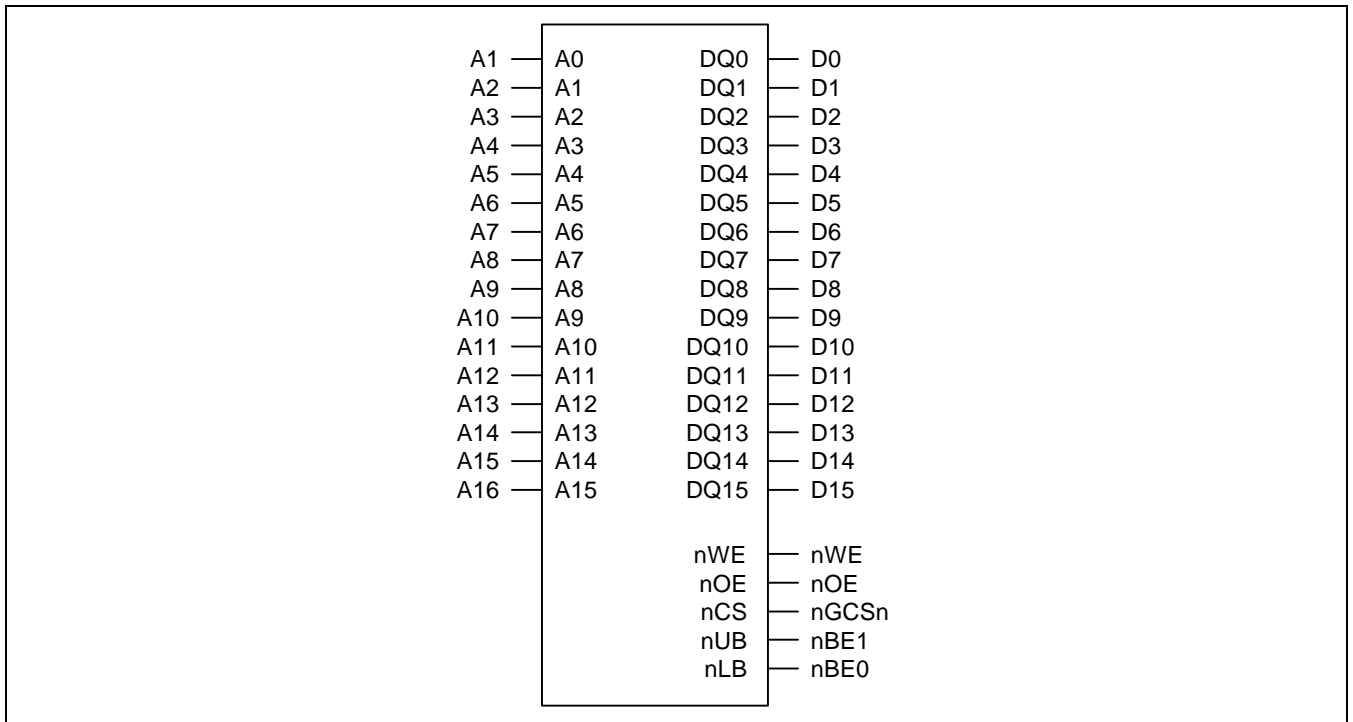 A1 A0 DQ0 D0
A2 A1 DQ1 D1
A3 A2 DQ2 D2
A4 A3 DQ3 D3
A5 A4 DQ4 D4
A6 A5 DQ5 D5
A7 A6 DQ6 D6
A8 A7 DQ7 D7
A9 A8 DQ8 D8
A10 A9 DQ9 D9
A11 A10 DQ10 D10
A12 A11 DQ11 D11
A13 A12 DQ12 D12
A14 A13 DQ13 D13
A15 A14 DQ14 D14
A16 A15 DQ15 D15
nWE nWE
nOE nOE
nCS nGCSn
nUB nBE1
nLB nBE0